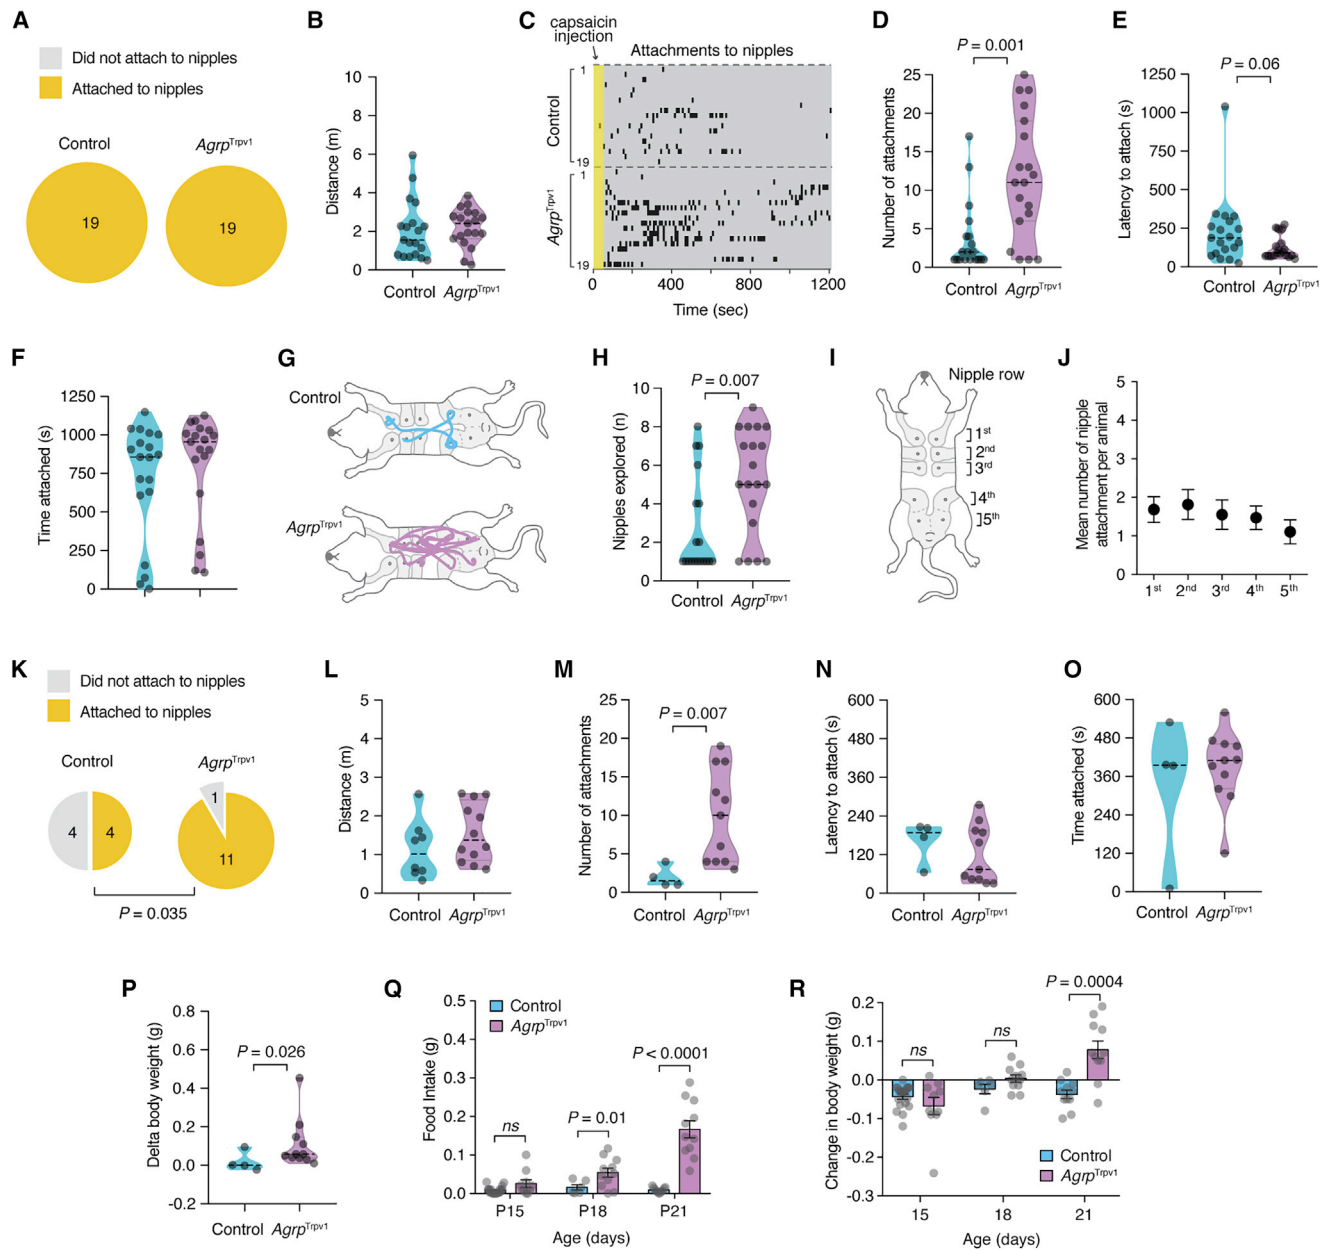 A
Did not attach to nipples
Attached to nipples
Control
Agrp^Trpv1
19
19
B
Distance (m)
10
8
6
4
2
0
Control
Agrp^Trpv1
C
capsaicin
injection
Attachments to nipples
Control
1
19
Agrp^Trpv1
1
19
0
400
800
1200
Time (sec)
D
P = 0.001
Number of attachments
25
20
15
10
5
0
Control
Agrp^Trpv1
E
P = 0.06
Latency to attach (s)
1250
1000
750
500
250
0
Control
Agrp^Trpv1
F
Time attached (s)
1250
1000
750
500
250
0
G
Control
Agrp^Trpv1
H
P = 0.007
Nipples explored (n)
10
8
6
4
2
0
Control
Agrp^Trpv1
I
Nipple row
1st
2nd
3rd
4th
5th
J
Mean number of nipple
attachment per animal
5
4
3
2
1
0
1st
2nd
3rd
4th
5th
K
Did not attach to nipples
Attached to nipples
Control
Agrp^Trpv1
4
4
1
11
P = 0.035
L
Distance (m)
5
4
3
2
1
0
Control
Agrp^Trpv1
M
P = 0.007
Number of attachments
25
20
15
10
5
0
Control
Agrp^Trpv1
N
Latency to attach (s)
600
480
360
240
120
0
Control
Agrp^Trpv1
O
Time attached (s)
600
480
360
240
120
0
Control
Agrp^Trpv1
P
P = 0.026
Delta body weight (g)
0.8
0.6
0.4
0.2
0.0
-0.2
Control
Agrp^Trpv1
Q
Control
Agrp^Trpv1
Food Intake (g)
0.5
0.4
0.3
0.2
0.1
0.0
ns
P = 0.01
P < 0.0001
P15
P18
P21
Age (days)
R
P = 0.0004
ns
ns
Change in body weight (g)
0.2
0.1
0.0
-0.1
-0.2
-0.3
Control
Agrp^Trpv1
15
18
21
Age (days)